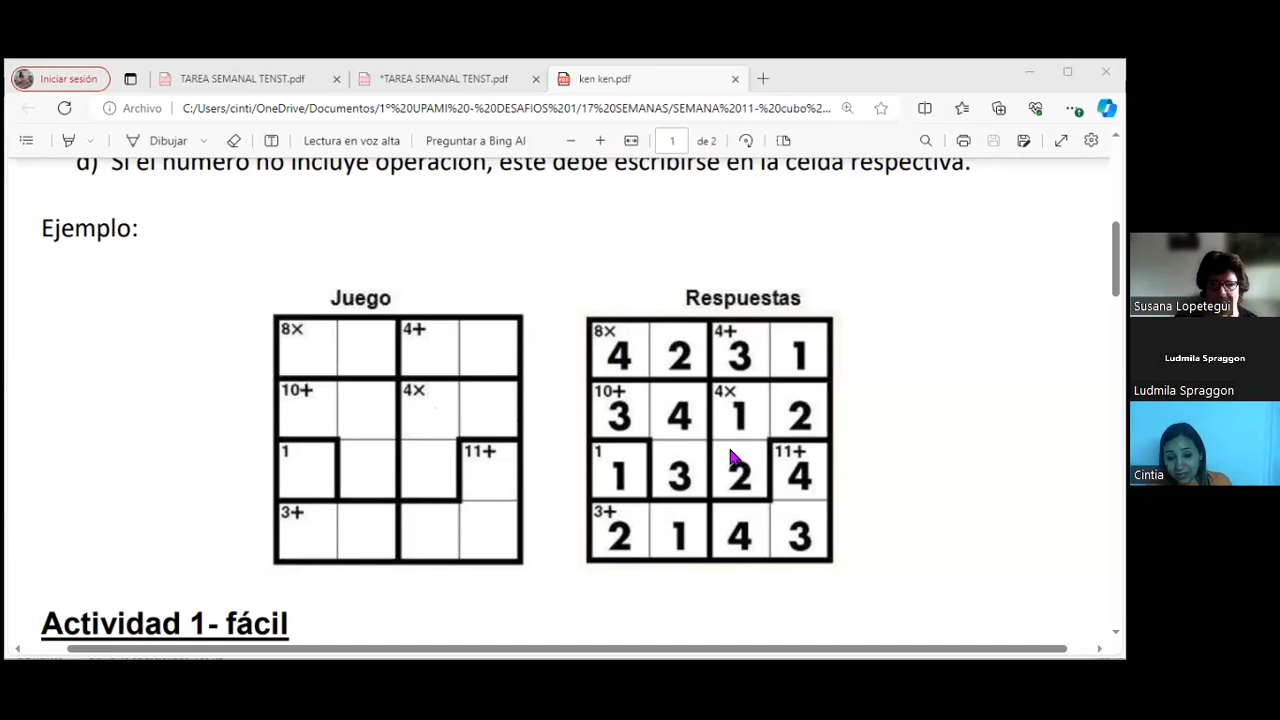 Iniciar sesión
TAREA SEMANAL TENST.pdf
*TAREA SEMANAL TENST.pdf
ken ken.pdf
Archivo
C:/Users/cinti/OneDrive/Documentos/1º%20UPAMI%20-%20DESAFIOS%201/17%20SEMANAS/SEMANA%2011-%20cubo%2...
Dibujar
Lectura en voz alta
Preguntar a Bing AI
1
de 2
d) Si el número no incluye operación, éste debe escribirse en la celda respectiva.
Ejemplo:
Juego
8× 4+
10+ 4×
1 11+
3+
Respuestas
8× 4+
4 2 3 1
10+ 4×
3 4 1 2
1 11+
1 3 2 4
3+
2 1 4 3
Actividad 1- fácil
Susana Lopetegui
Ludmila Spraggon
Ludmila Spraggon
Cintia